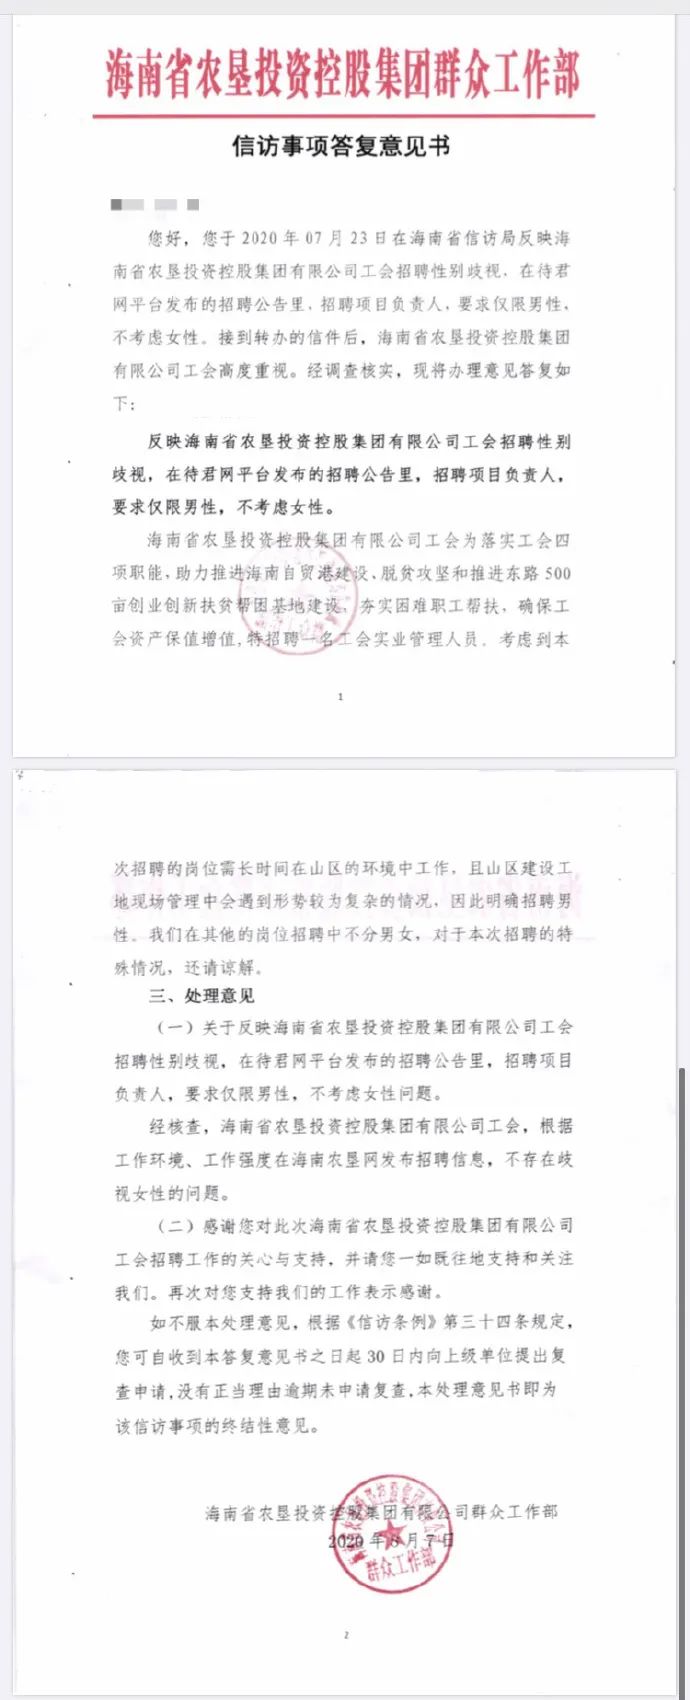 海南省农垦投资控股集团群众工作部
信访事项答复意见书
您好，您于2020年07月23日在海南省信访局反映海
南省农垦投资控股集团有限公司工会招聘性别歧视，在待君
网平台发布的招聘公告里，招聘项目负责人，要求仅限男性，
不考虑女性。接到转办的信件后，海南省农垦投资控股集团
有限公司工会高度重视。经调查核实，现将办理意见答复如
下：
反映海南省农垦投资控股集团有限公司工会招聘性别
歧视，在待君网平台发布的招聘公告里，招聘项目负责人，
要求仅限男性，不考虑女性。
海南省农垦投资控股集团有限公司工会为落实工会四
项职能，助力推进海南自贸港建设、脱贫攻坚和推进东路500
亩创业创新扶贫帮困基地建设，夯实困难职工帮扶，确保工
会资产保值增值，特招聘一名工会实业管理人员。考虑到本
1
次招聘的岗位需长时间在山区的环境中工作，且山区建设工
地现场管理中会遇到形势较为复杂的情况，因此明确招聘男
性。我们在其他的岗位招聘中不分男女，对于本次招聘的特
殊情况，还请谅解。
三、处理意见
（一）关于反映海南省农垦投资控股集团有限公司工会
招聘性别歧视，在待君网平台发布的招聘公告里，招聘项目
负责人，要求仅限男性，不考虑女性问题。
经核查，海南省农垦投资控股集团有限公司工会，根据
工作环境、工作强度在海南农垦网发布招聘信息，不存在歧
视女性的问题。
（二）感谢您对此次海南省农垦投资控股集团有限公司
工会招聘工作的关心与支持，并请您一如既往地支持和关注
我们。再次对您支持我们的工作表示感谢。
如不服本处理意见，根据《信访条例》第三十四条规定，
您可自收到本答复意见书之日起30日内向上级单位提出复
查申请，没有正当理由逾期未申请复查，本处理意见书即为
该信访事项的终结性意见。
海南省农垦投资控股集团有限公司群众工作部
2020年8月7日
群众工作部
2